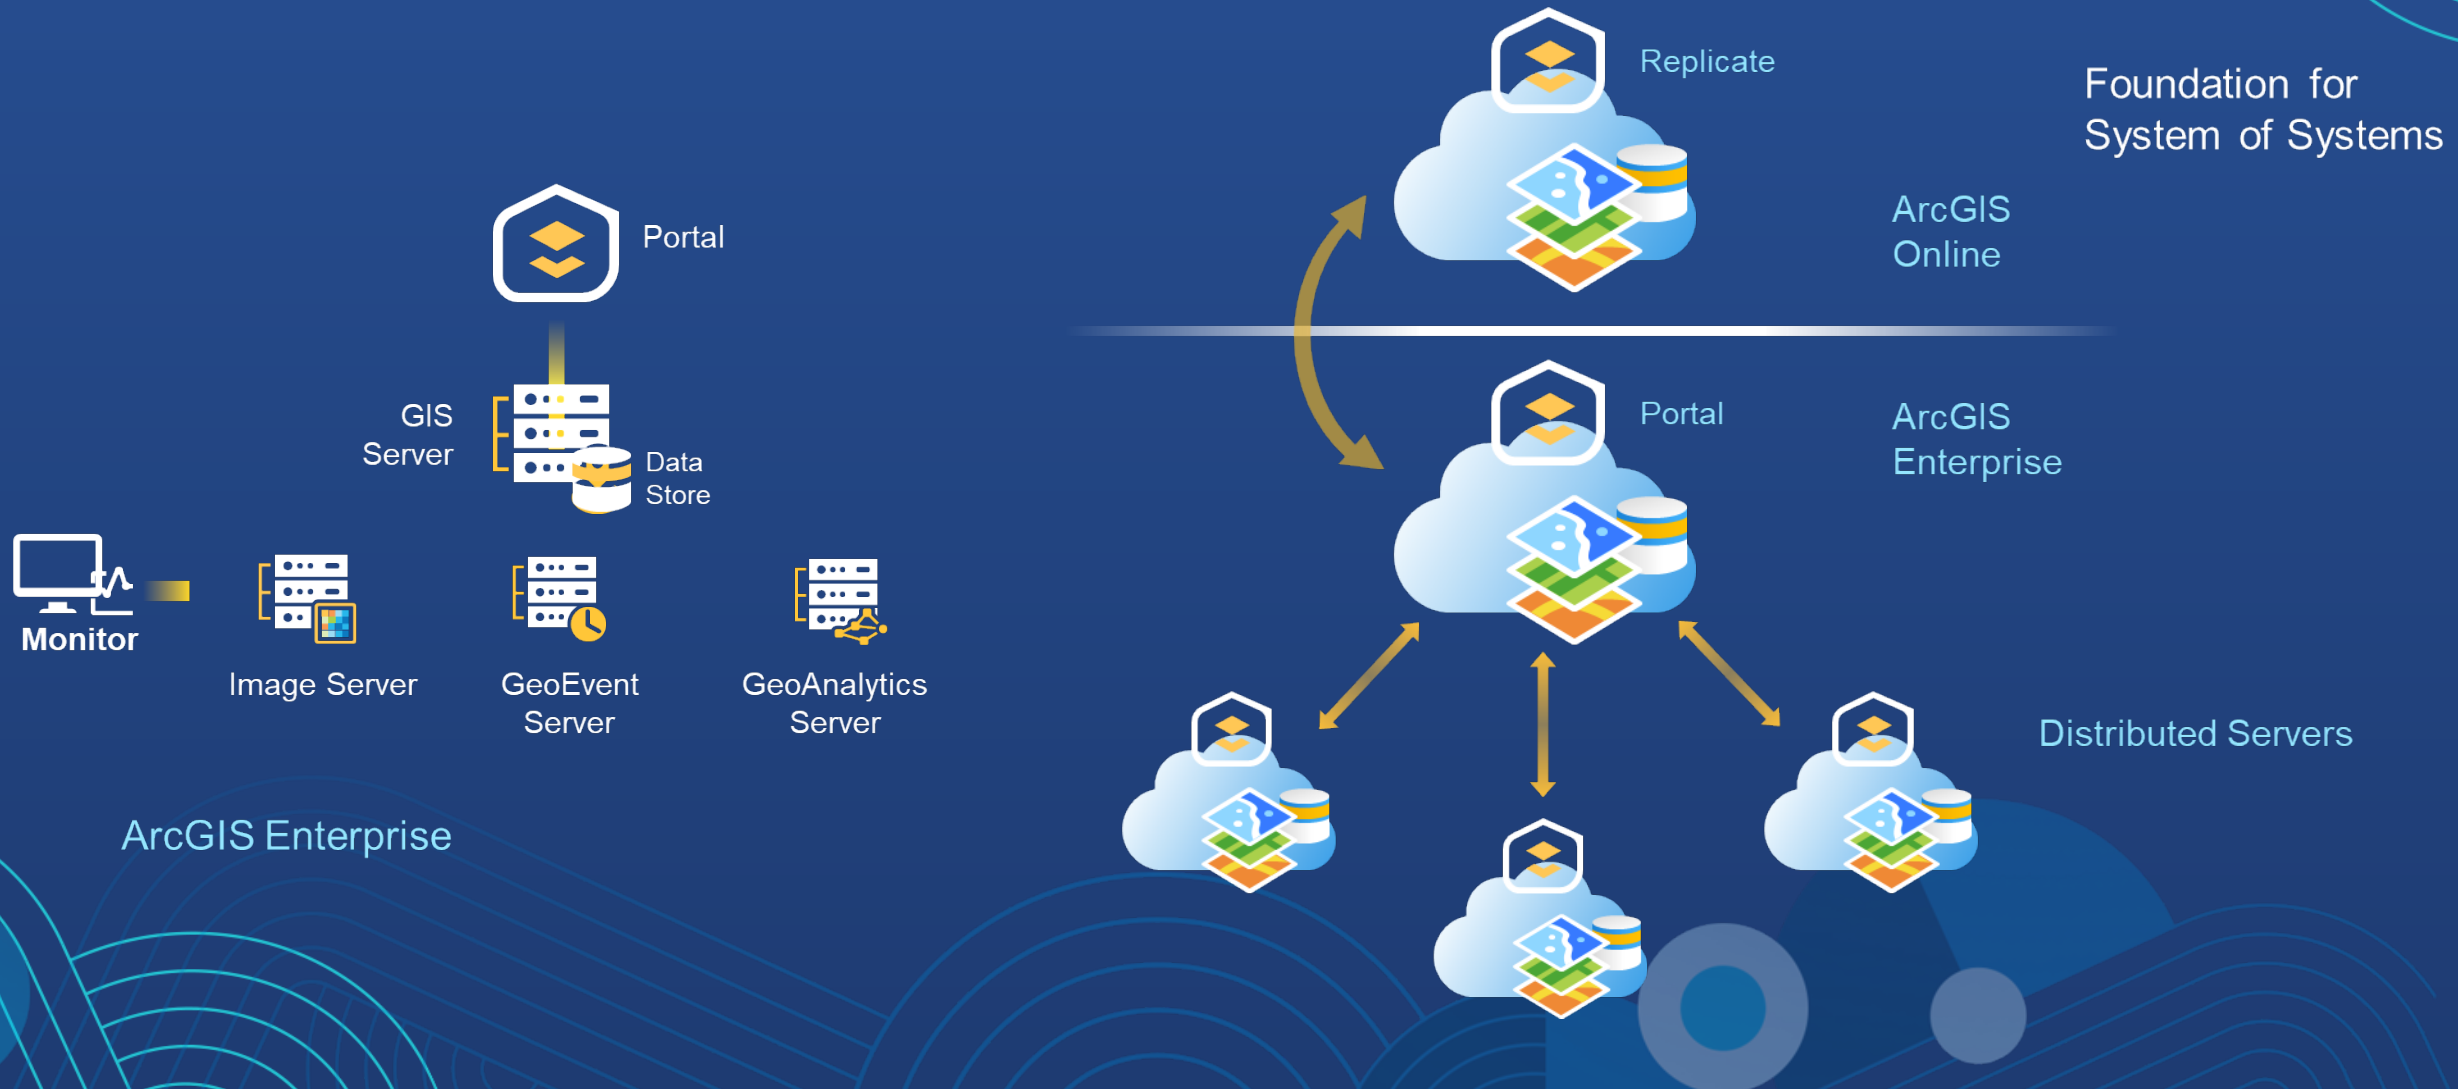 Replicate
Foundation for
System of Systems
ArcGIS
Online
Portal
GIS
Server
Data
Store
Portal
ArcGIS
Enterprise
Monitor
Image Server
GeoEvent
Server
GeoAnalytics
Server
Distributed Servers
ArcGIS Enterprise